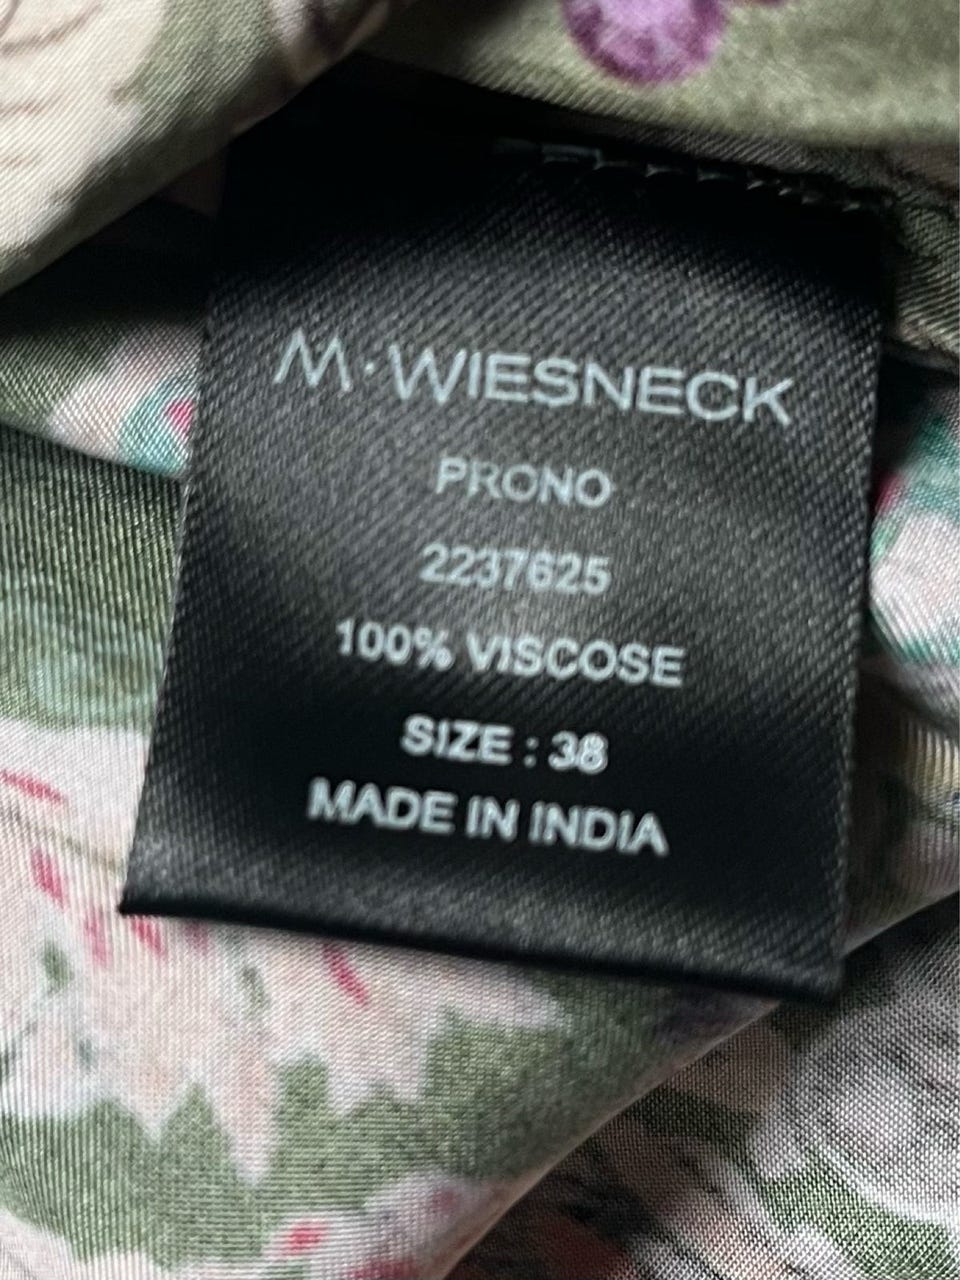 M·WIESNECK
PRONO
2237625
100% VISCOSE
SIZE : 38
MADE IN INDIA